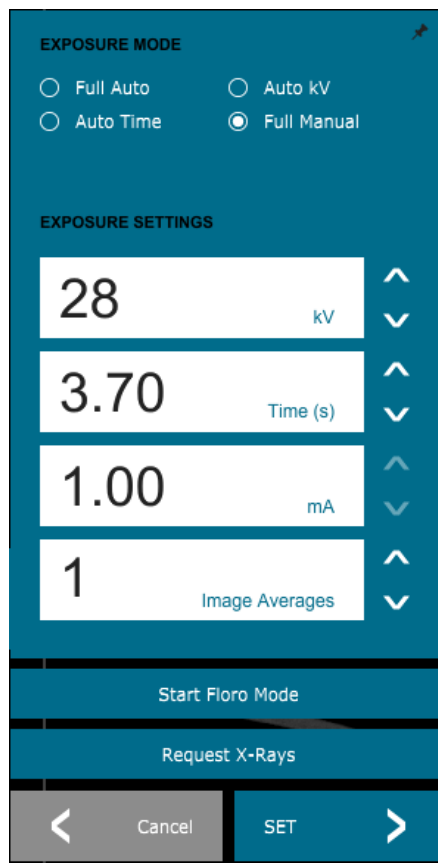 EXPOSURE MODE
Full Auto
Auto kV
Auto Time
Full Manual
EXPOSURE SETTINGS
28 kV
3.70 Time (s)
1.00 mA
1 Image Averages
Start Floro Mode
Request X-Rays
Cancel
SET